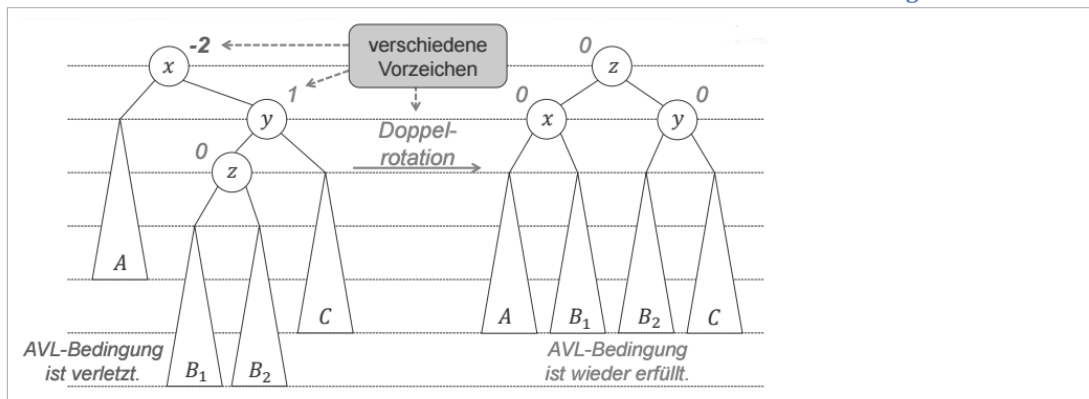 -2
verschiedene
Vorzeichen
0
x
z
1
0
0
y
Doppel-
rotation
x
y
0
z
A
C
A
B₁
B₂
C
AVL-Bedingung
ist verletzt.
B₁
B₂
AVL-Bedingung
ist wieder erfüllt.